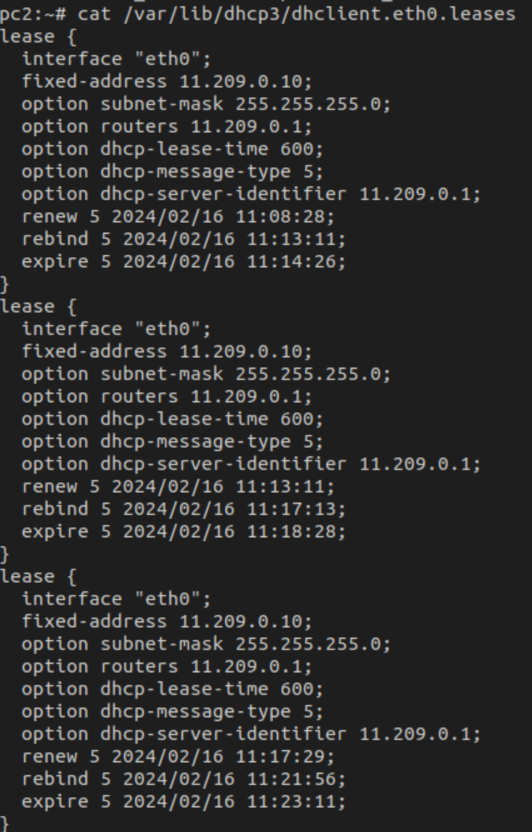 pc2:~# cat /var/lib/dhcp3/dhclient.eth0.leases
lease {
  interface "eth0";
  fixed-address 11.209.0.10;
  option subnet-mask 255.255.255.0;
  option routers 11.209.0.1;
  option dhcp-lease-time 600;
  option dhcp-message-type 5;
  option dhcp-server-identifier 11.209.0.1;
  renew 5 2024/02/16 11:08:28;
  rebind 5 2024/02/16 11:13:11;
  expire 5 2024/02/16 11:14:26;
}
lease {
  interface "eth0";
  fixed-address 11.209.0.10;
  option subnet-mask 255.255.255.0;
  option routers 11.209.0.1;
  option dhcp-lease-time 600;
  option dhcp-message-type 5;
  option dhcp-server-identifier 11.209.0.1;
  renew 5 2024/02/16 11:13:11;
  rebind 5 2024/02/16 11:17:13;
  expire 5 2024/02/16 11:18:28;
}
lease {
  interface "eth0";
  fixed-address 11.209.0.10;
  option subnet-mask 255.255.255.0;
  option routers 11.209.0.1;
  option dhcp-lease-time 600;
  option dhcp-message-type 5;
  option dhcp-server-identifier 11.209.0.1;
  renew 5 2024/02/16 11:17:29;
  rebind 5 2024/02/16 11:21:56;
  expire 5 2024/02/16 11:23:11;
}